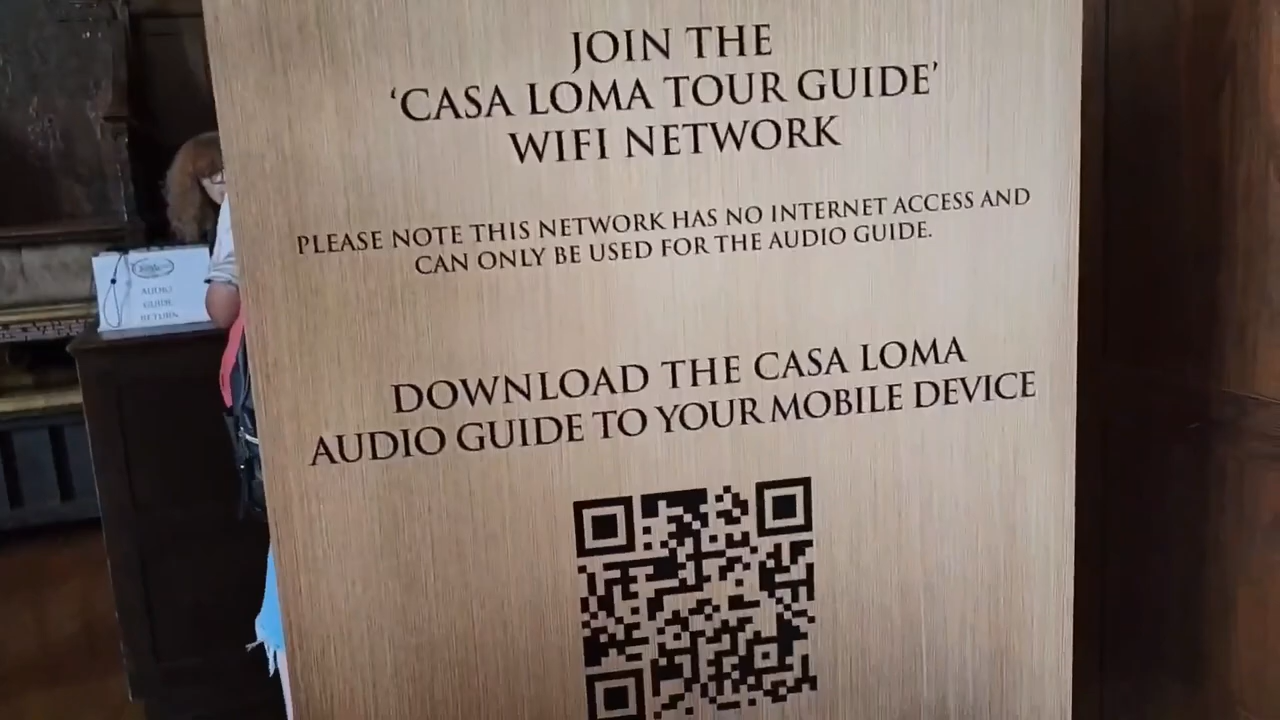 JOIN THE
‘CASA LOMA TOUR GUIDE’
WIFI NETWORK
PLEASE NOTE THIS NETWORK HAS NO INTERNET ACCESS AND
CAN ONLY BE USED FOR THE AUDIO GUIDE.
DOWNLOAD THE CASA LOMA
AUDIO GUIDE TO YOUR MOBILE DEVICE
AUDIO
GUIDE
RETURN